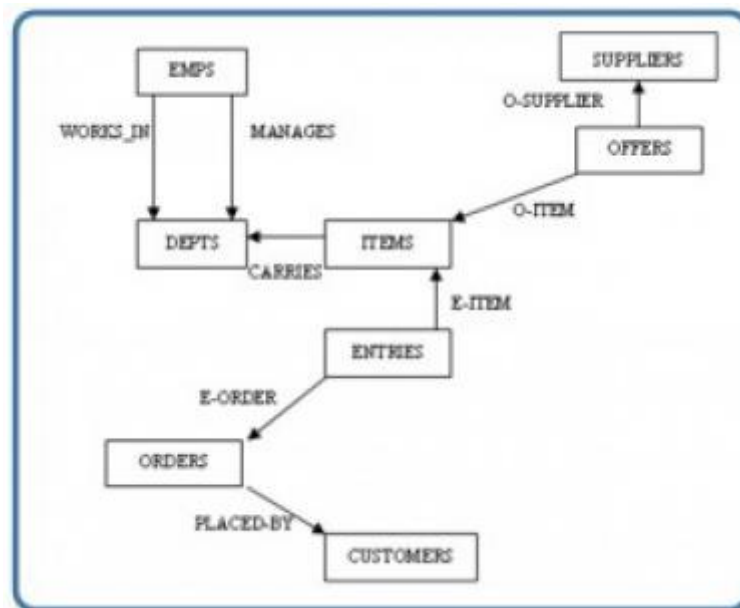 EMPS
SUPPLIERS
O-SUPPLIER
WORKS_IN
MANAGES
OFFERS
O-ITEM
DEPTS
ITEMS
CARRIES
E-ITEM
ENTRIES
E-ORDER
ORDERS
PLACED-BY
CUSTOMERS